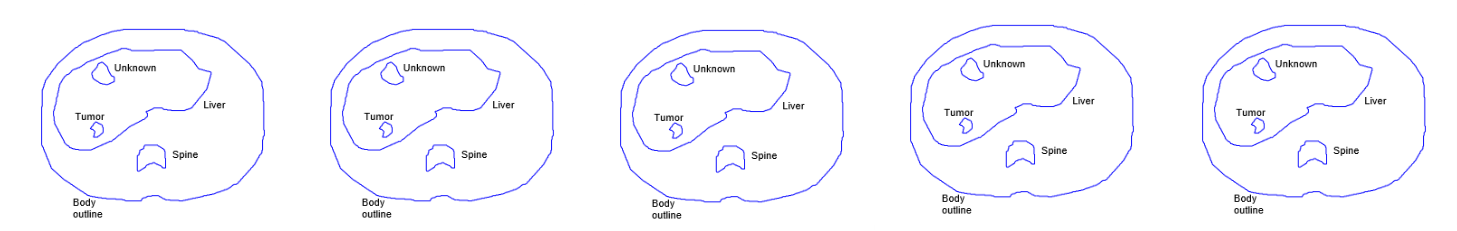 Unknown
Liver
Tumor
Spine
Body
outline
Unknown
Liver
Tumor
Spine
Body
outline
Unknown
Liver
Tumor
Spine
Body
outline
Unknown
Liver
Tumor
Spine
Body
outline
Unknown
Liver
Tumor
Spine
Body
outline